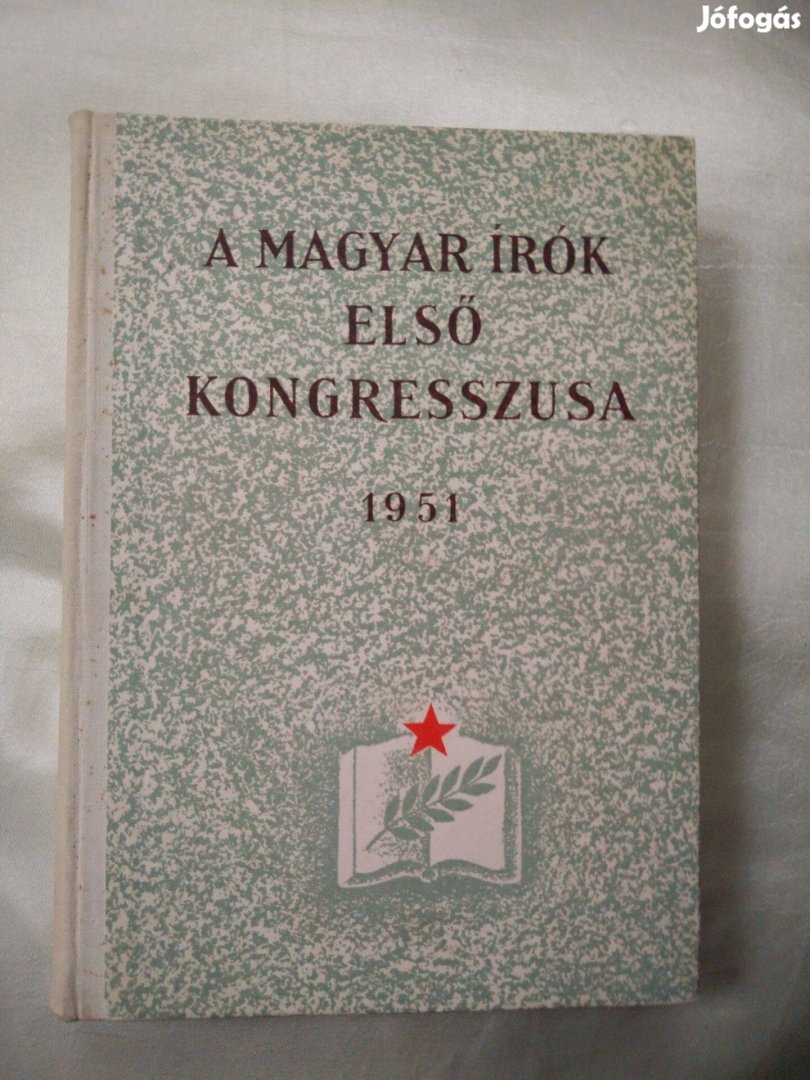 Jófogás
A MAGYAR ÍRÓK
ELSŐ
KONGRESSZUSA
1951